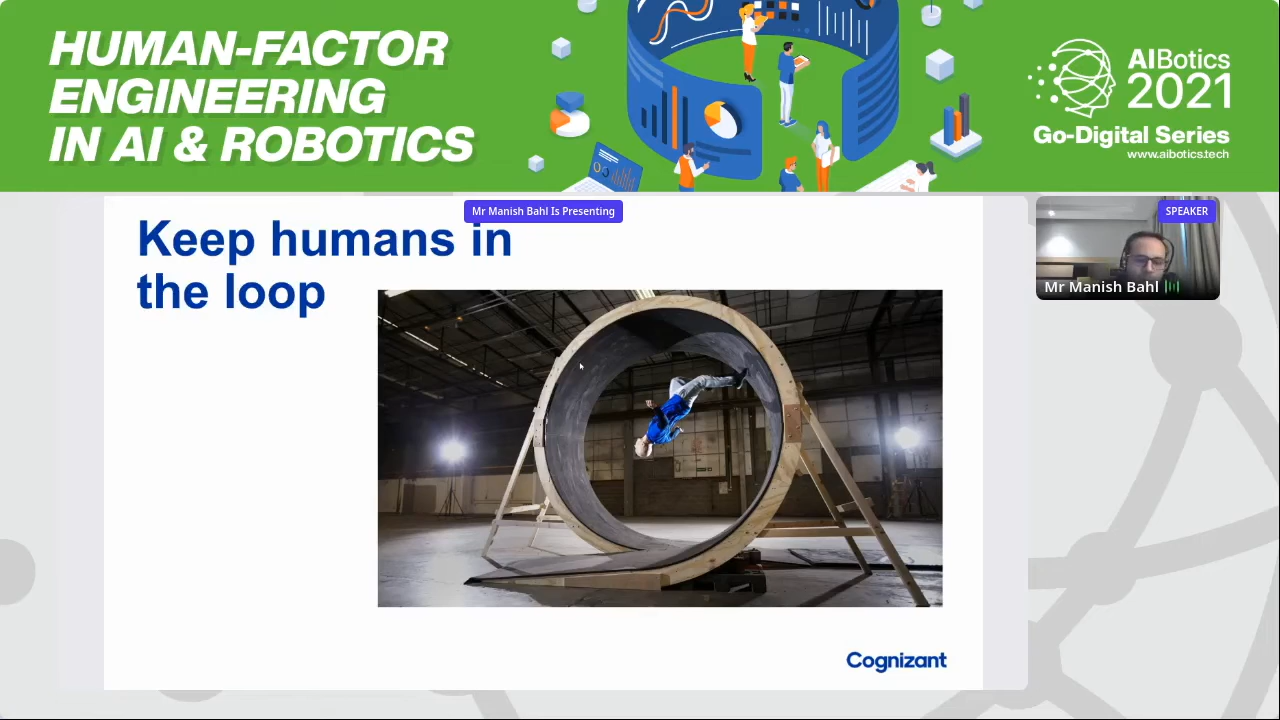 HUMAN-FACTOR
ENGINEERING
IN AI & ROBOTICS
AIBotics
2021
Go-Digital Series
www.aibotics.tech
Mr Manish Bahl Is Presenting
SPEAKER
Keep humans in
the loop
Mr Manish Bahl
Cognizant